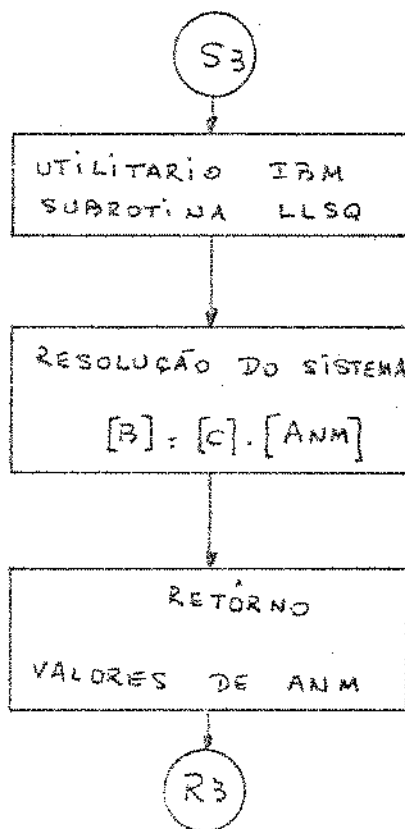 S3
UTILITARIO IBM
SUBROTINA LLSQ
RESOLUÇÃO DO SISTEMA
[B] = [C] . [ANM]
RETÔRNO
VALORES DE ANM
R3